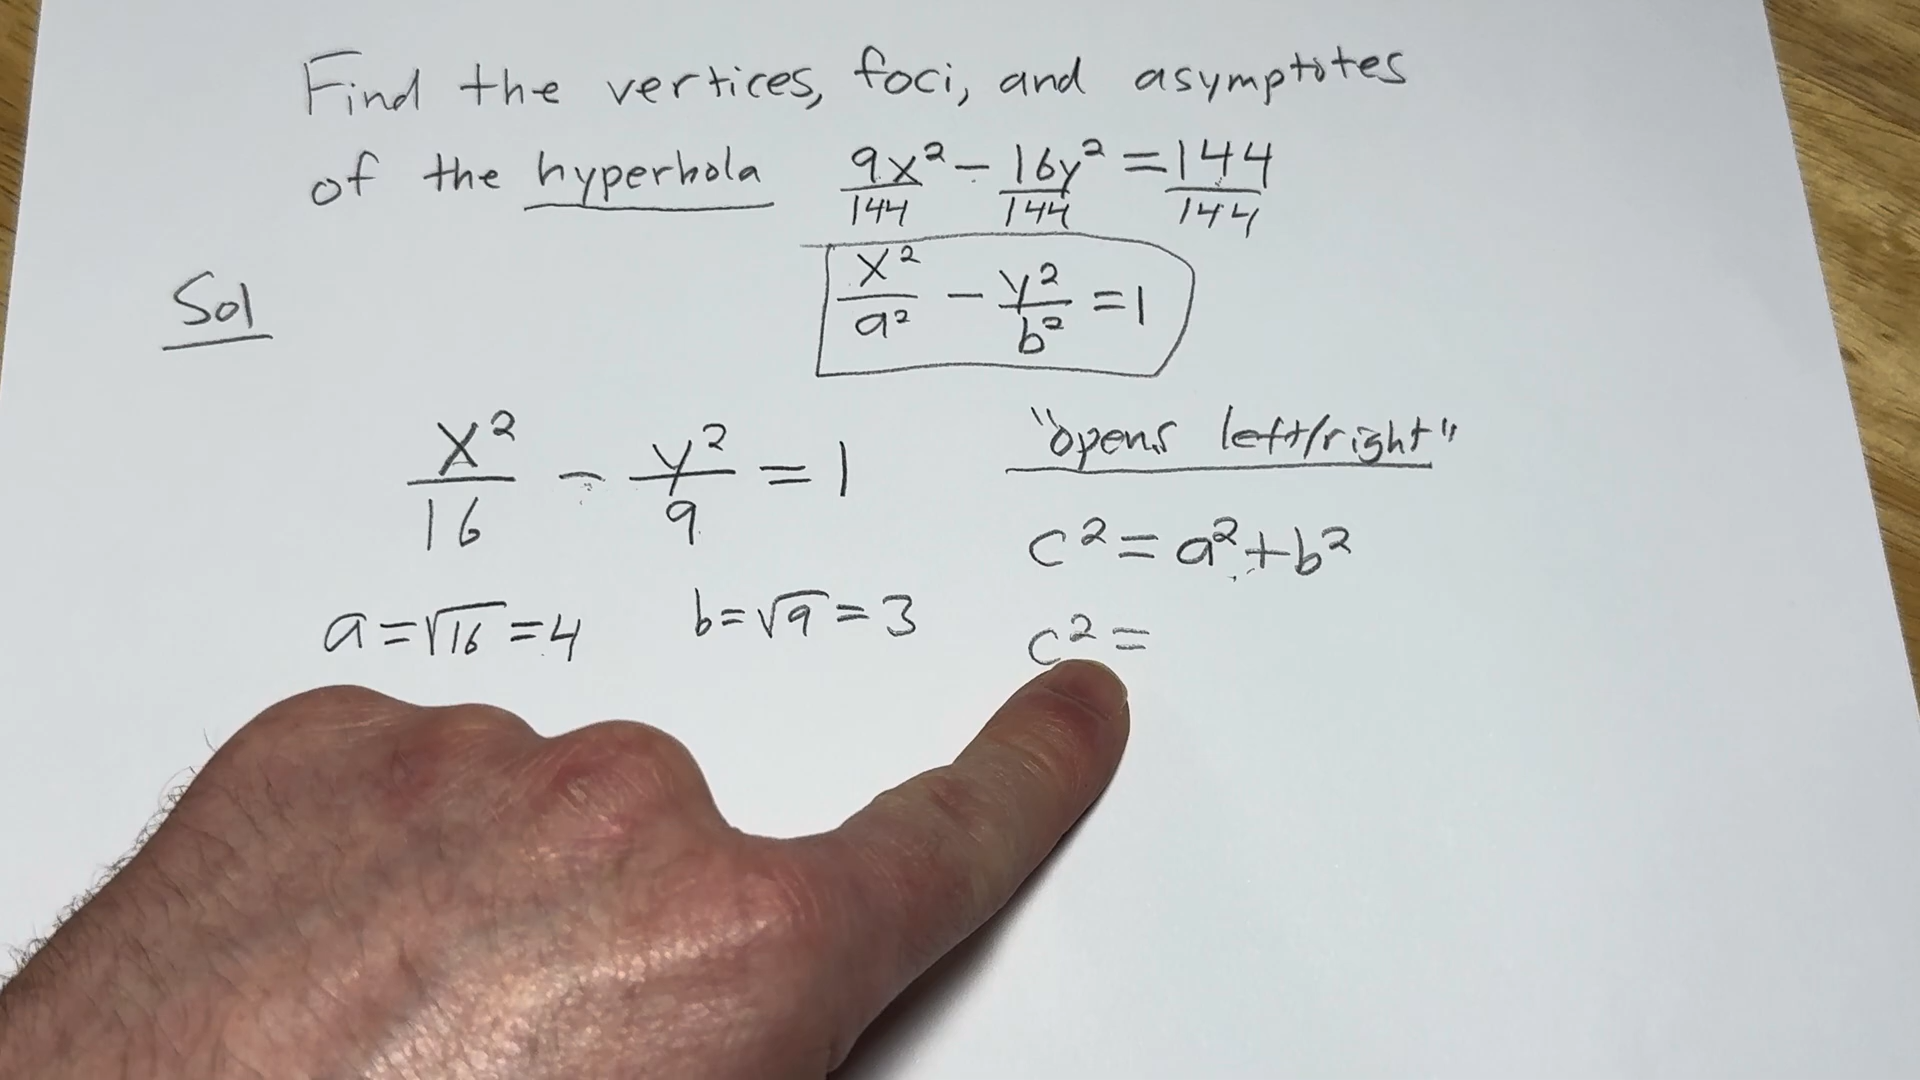 Find the vertices, foci, and asymptotes
of the hyperbola 9x²/144 - 16y²/144 = 144/144
x²/a² - y²/b² = 1
Sol
x²/16 - y²/9 = 1
"opens left/right"
c² = a² + b²
a = √16 = 4
b = √9 = 3
c² =